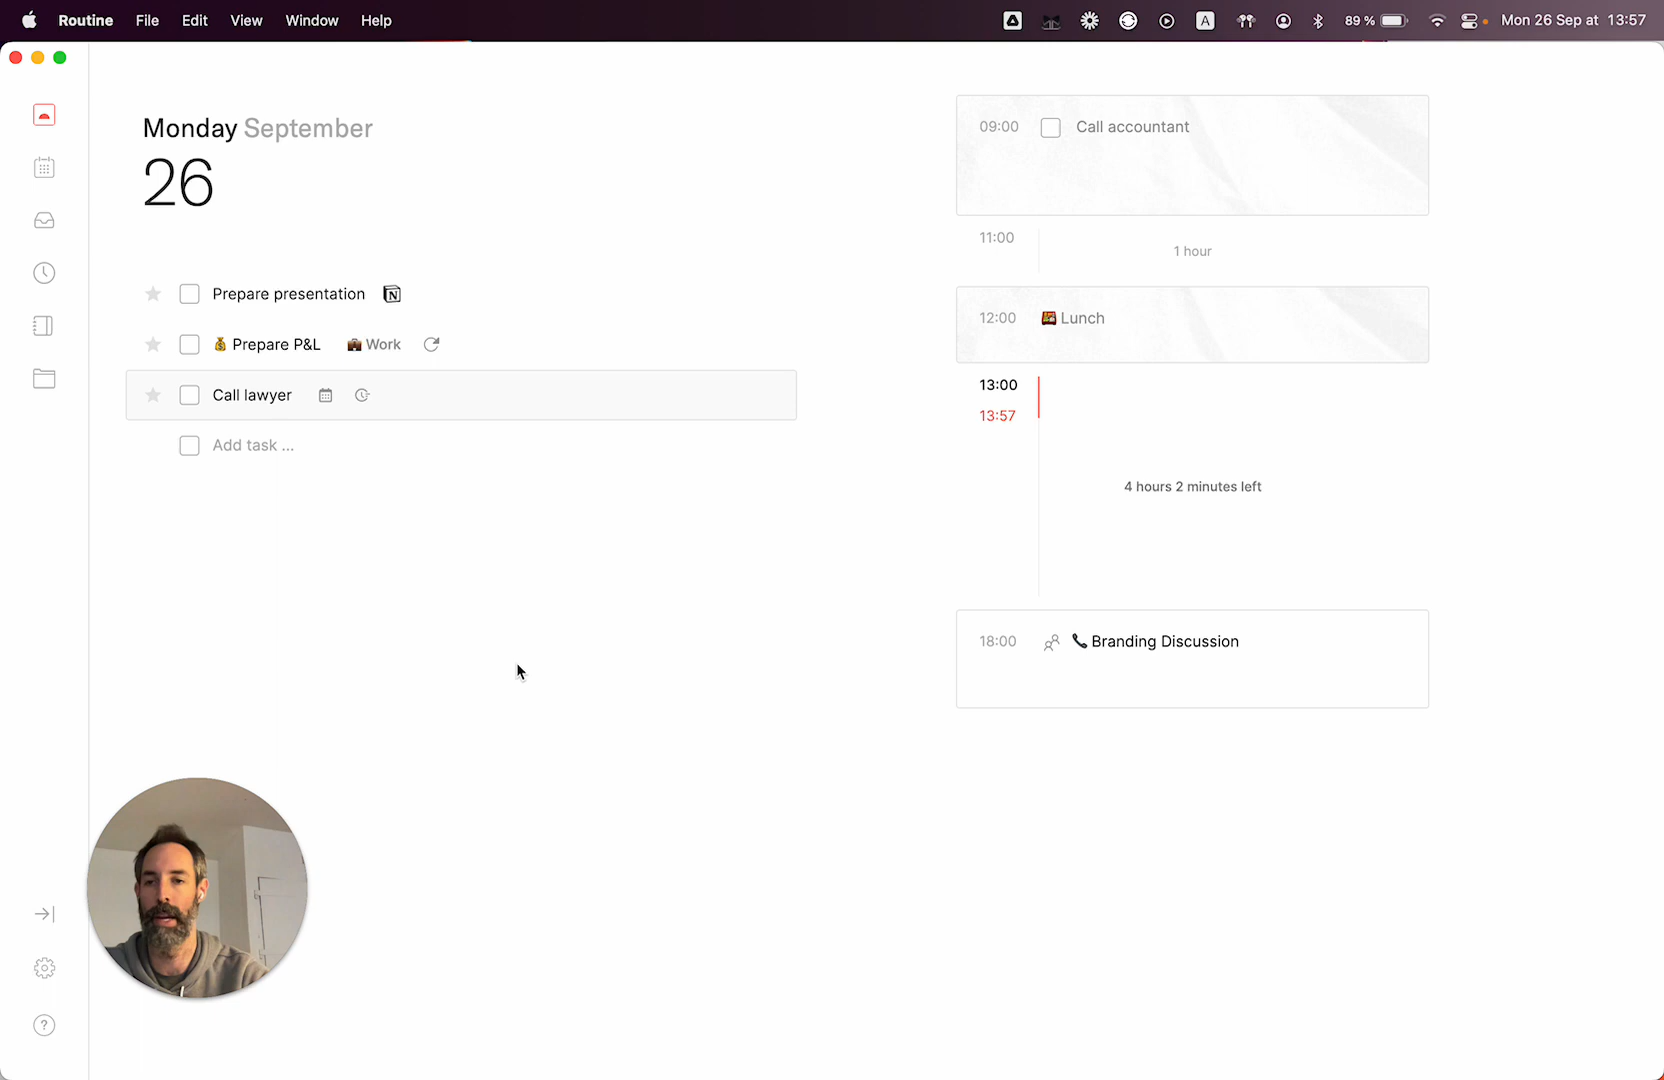 Routine File Edit View Window Help
A 89 % Mon 26 Sep at 13:57
Monday September
26
Prepare presentation N
Prepare P&L Work
Call lawyer
Add task ...
09:00 Call accountant
11:00 1 hour
12:00 Lunch
13:00
13:57
4 hours 2 minutes left
18:00 Branding Discussion
?